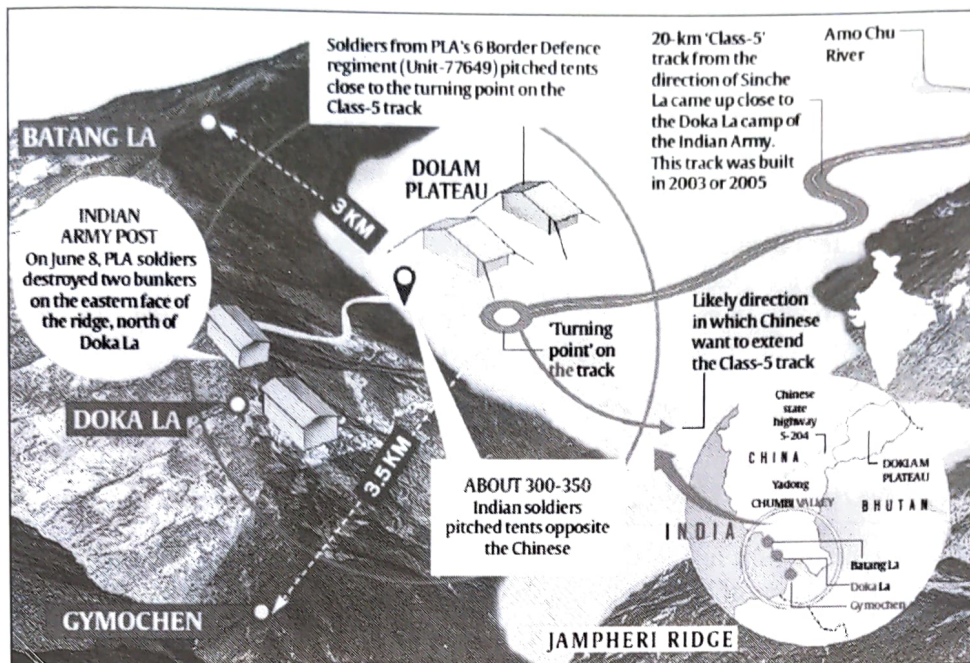 Soldiers from PLA's 6 Border Defence
regiment (Unit-77649) pitched tents
close to the turning point on the
Class-5 track
20-km 'Class-5'
track from the
direction of Sinche
La came up close to
the Doka La camp of
the Indian Army.
This track was built
in 2003 or 2005
Amo Chu
River
BATANG LA
DOLAM
PLATEAU
3 KM
INDIAN
ARMY POST
On June 8, PLA soldiers
destroyed two bunkers
on the eastern face of
the ridge, north of
Doka La
'Turning
point' on
the track
Likely direction
in which Chinese
want to extend
the Class-5 track
DOKA LA
3.5 KM
ABOUT 300-350
Indian soldiers
pitched tents opposite
the Chinese
Chinese
state
highway
S-204
CHINA
DOKLAM
PLATEAU
Yadong
CHUMBI VALLEY
BHUTAN
INDIA
Batang La
Doka La
Gymochen
GYMOCHEN
JAMPHERI RIDGE